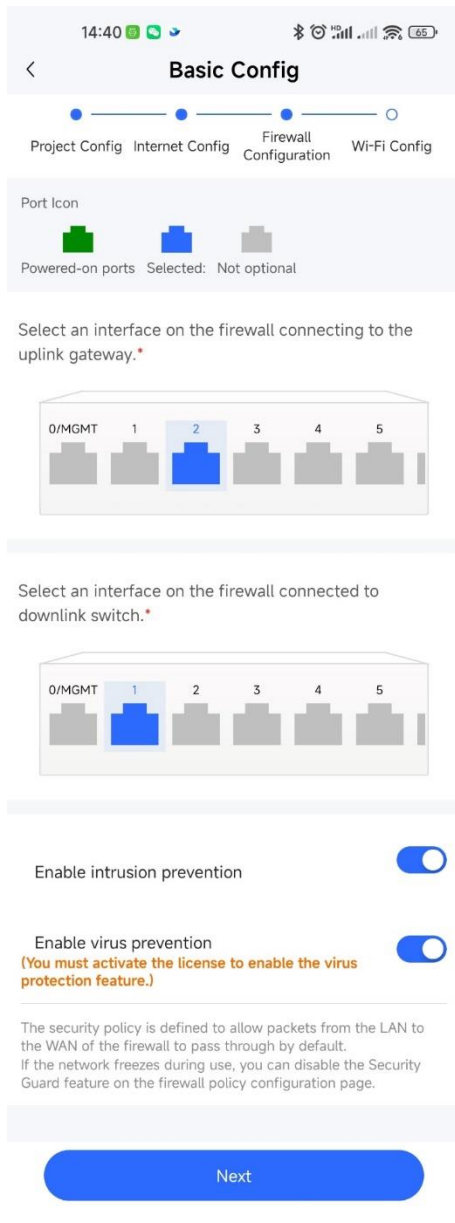 14:40 HD 65
Basic Config
Project Config Internet Config Firewall Configuration Wi-Fi Config
Port Icon
Powered-on ports Selected: Not optional
Select an interface on the firewall connecting to the
uplink gateway.*
0/MGMT 1 2 3 4 5
Select an interface on the firewall connected to
downlink switch.*
0/MGMT 1 2 3 4 5
Enable intrusion prevention
Enable virus prevention
(You must activate the license to enable the virus
protection feature.)
The security policy is defined to allow packets from the LAN to
the WAN of the firewall to pass through by default.
If the network freezes during use, you can disable the Security
Guard feature on the firewall policy configuration page.
Next